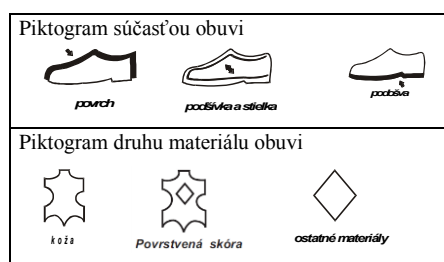 Piktogram súčasťou obuvi
povrch
podšívka a stielka
podošva
Piktogram druhu materiálu obuvi
koža
Povrstvená skóra
ostatné materiály